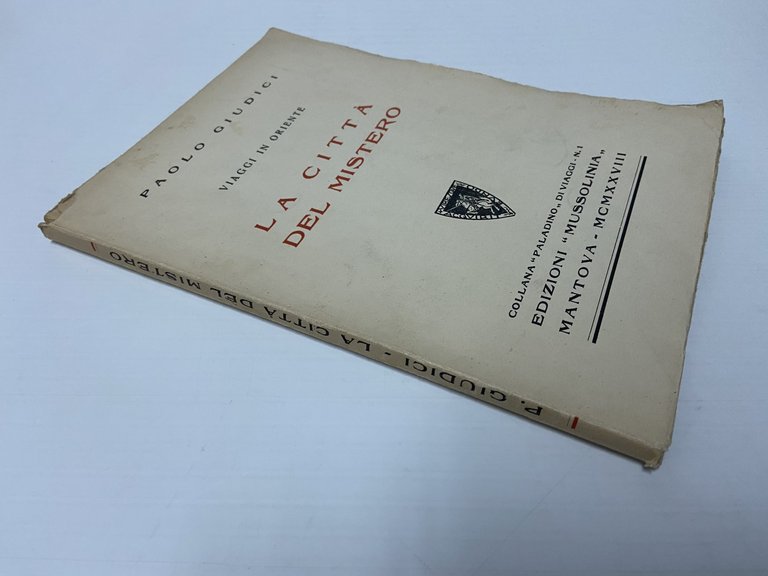 PAOLO GIUDICI
VIAGGI IN ORIENTE
LA CITTÀ
DEL MISTERO
COLLANA "PALADINO" DI VIAGGI - N. 1
EDIZIONI "MUSSOLINIA"
MANTOVA - MCMXXVIII
P. GIUDICI - LA CITTÀ DEL MISTERO